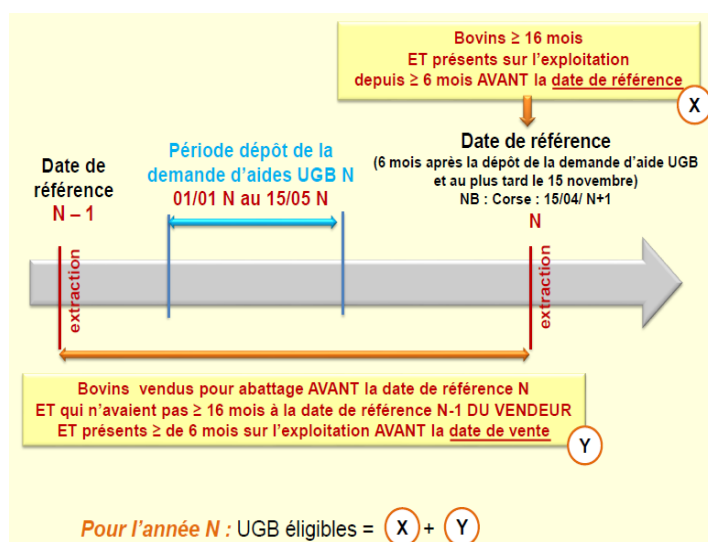 Bovins ≥ 16 mois
ET présents sur l'exploitation
depuis ≥ 6 mois AVANT la date de référence
X
Date de
référence
N – 1
Période dépôt de la
demande d'aides UGB N
01/01 N au 15/05 N
Date de référence
(6 mois après la dépôt de la demande d'aide UGB
et au plus tard le 15 novembre)
NB : Corse : 15/04/ N+1
N
extraction
extraction
Bovins vendus pour abattage AVANT la date de référence N
ET qui n'avaient pas ≥ 16 mois à la date de référence N-1 DU VENDEUR
ET présents ≥ de 6 mois sur l'exploitation AVANT la date de vente
Y
Pour l'année N : UGB éligibles = X + Y